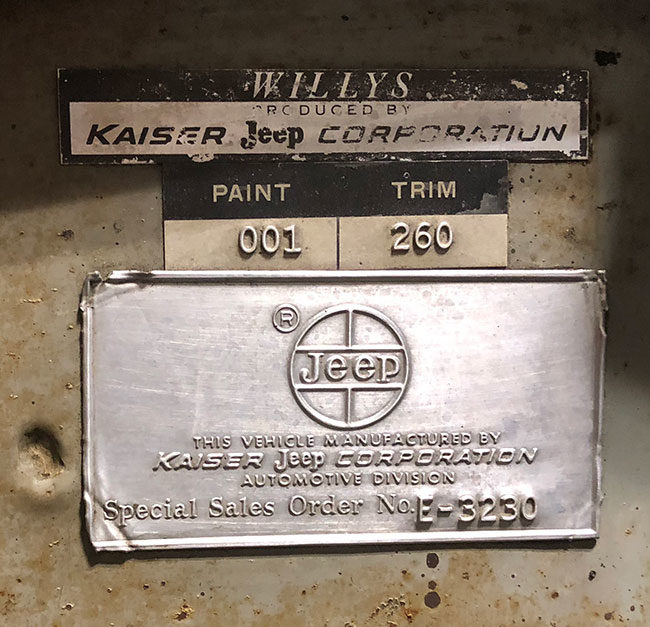 WILLYS
PRODUCED BY
KAISER Jeep CORPORATION
PAINT TRIM
001 260
®
Jeep
THIS VEHICLE MANUFACTURED BY
KAISER Jeep CORPORATION
AUTOMOTIVE DIVISION
Special Sales Order No. E-3230